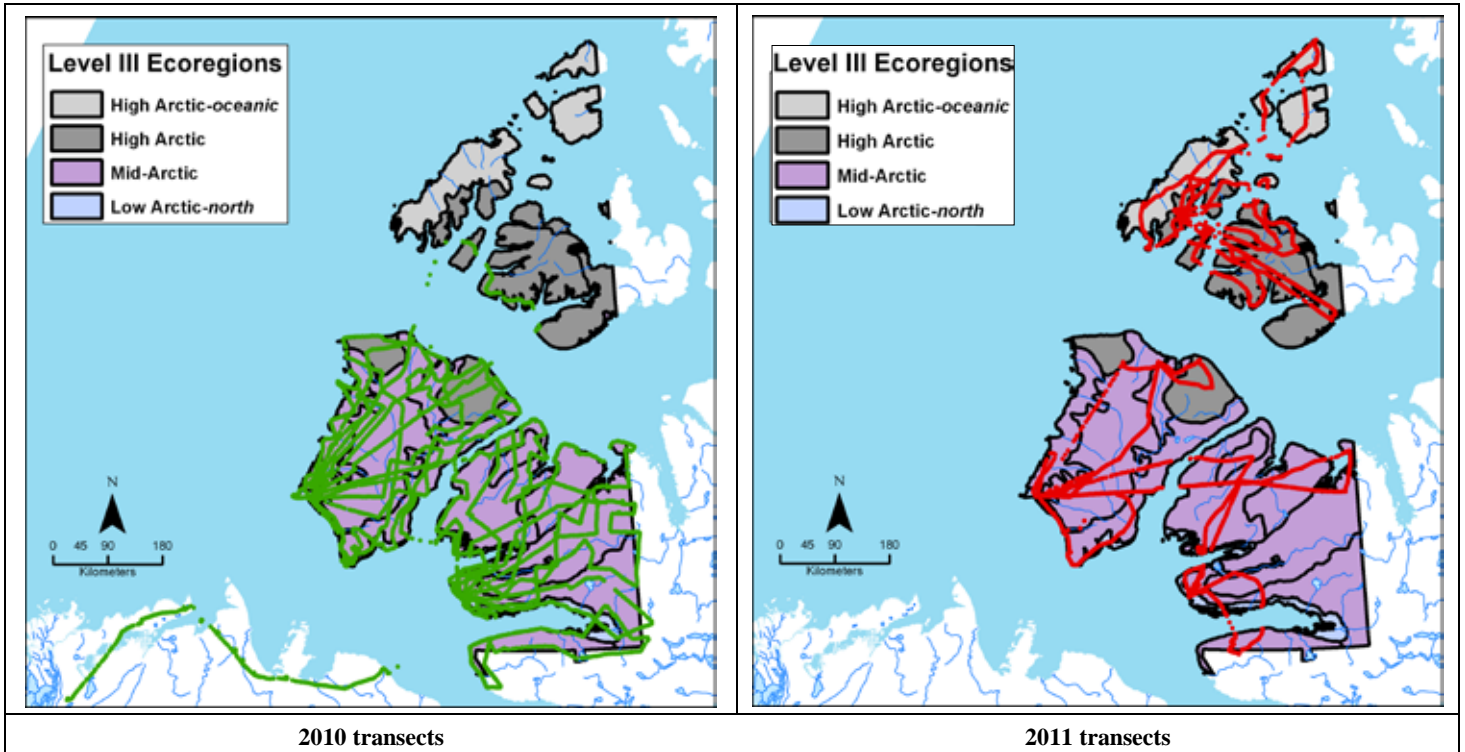 Level III Ecoregions
High Arctic-oceanic
High Arctic
Mid-Arctic
Low Arctic-north
N
0 45 90 180
Kilometers
2010 transects
Level III Ecoregions
High Arctic-oceanic
High Arctic
Mid-Arctic
Low Arctic-north
N
0 45 90 180
Kilometers
2011 transects